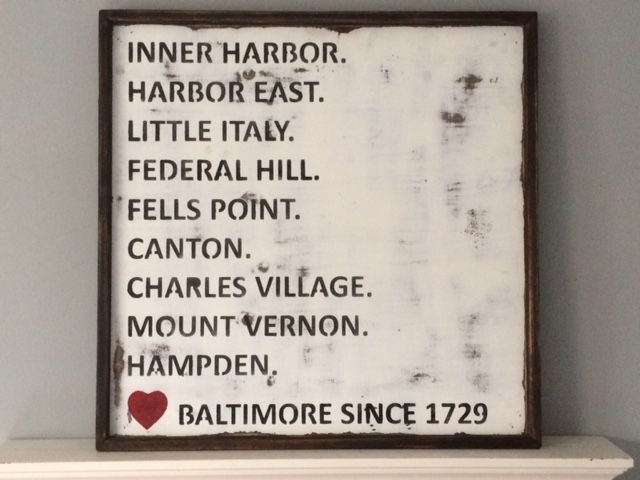 INNER HARBOR.
HARBOR EAST.
LITTLE ITALY.
FEDERAL HILL.
FELLS POINT.
CANTON.
CHARLES VILLAGE.
MOUNT VERNON.
HAMPDEN.
BALTIMORE SINCE 1729